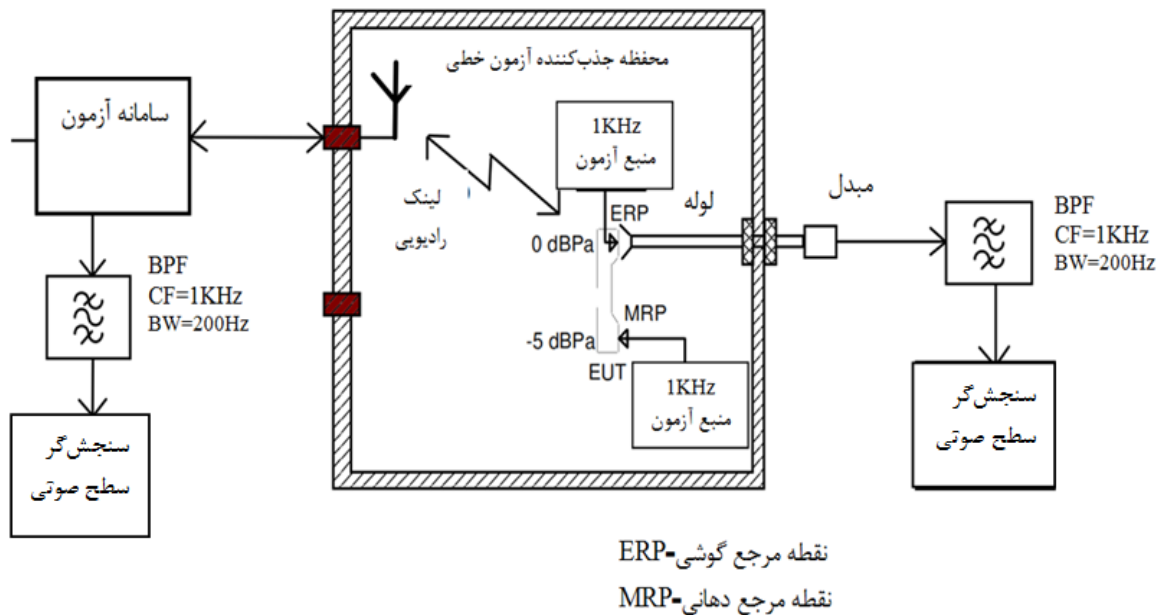 محفظه جذب‌کننده آزمون خطی
سامانه آزمون
1KHz
منبع آزمون
لینک
رادیویی
ا
ERP
لوله
مبدل
0 dBPa
BPF
CF=1KHz
BW=200Hz
BPF
CF=1KHz
BW=200Hz
MRP
-5 dBPa
EUT
1KHz
منبع آزمون
سنجش‌گر
سطح صوتی
سنجش‌گر
سطح صوتی
نقطه مرجع گوشی-ERP
نقطه مرجع دهانی-MRP